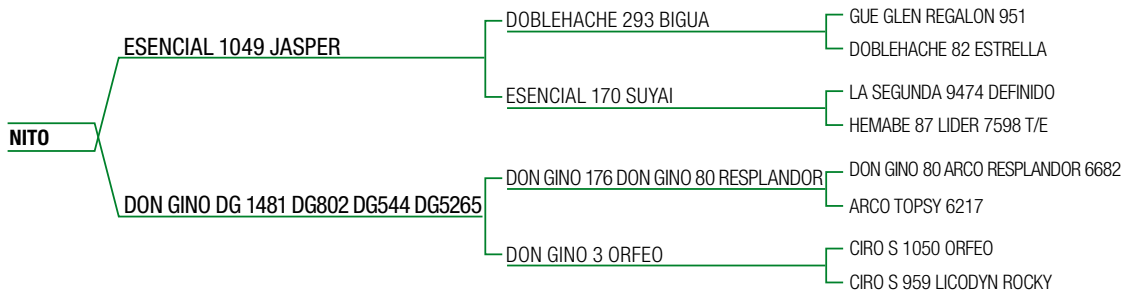 NITO
ESENCIAL 1049 JASPER
DOBLEHACHE 293 BIGUA
GUE GLEN REGALON 951
DOBLEHACHE 82 ESTRELLA
ESENCIAL 170 SUYAI
LA SEGUNDA 9474 DEFINIDO
HEMABE 87 LIDER 7598 T/E
DON GINO DG 1481 DG802 DG544 DG5265
DON GINO 176 DON GINO 80 RESPLANDOR
DON GINO 80 ARCO RESPLANDOR 6682
ARCO TOPSY 6217
DON GINO 3 ORFEO
CIRO S 1050 ORFEO
CIRO S 959 LICODYN ROCKY